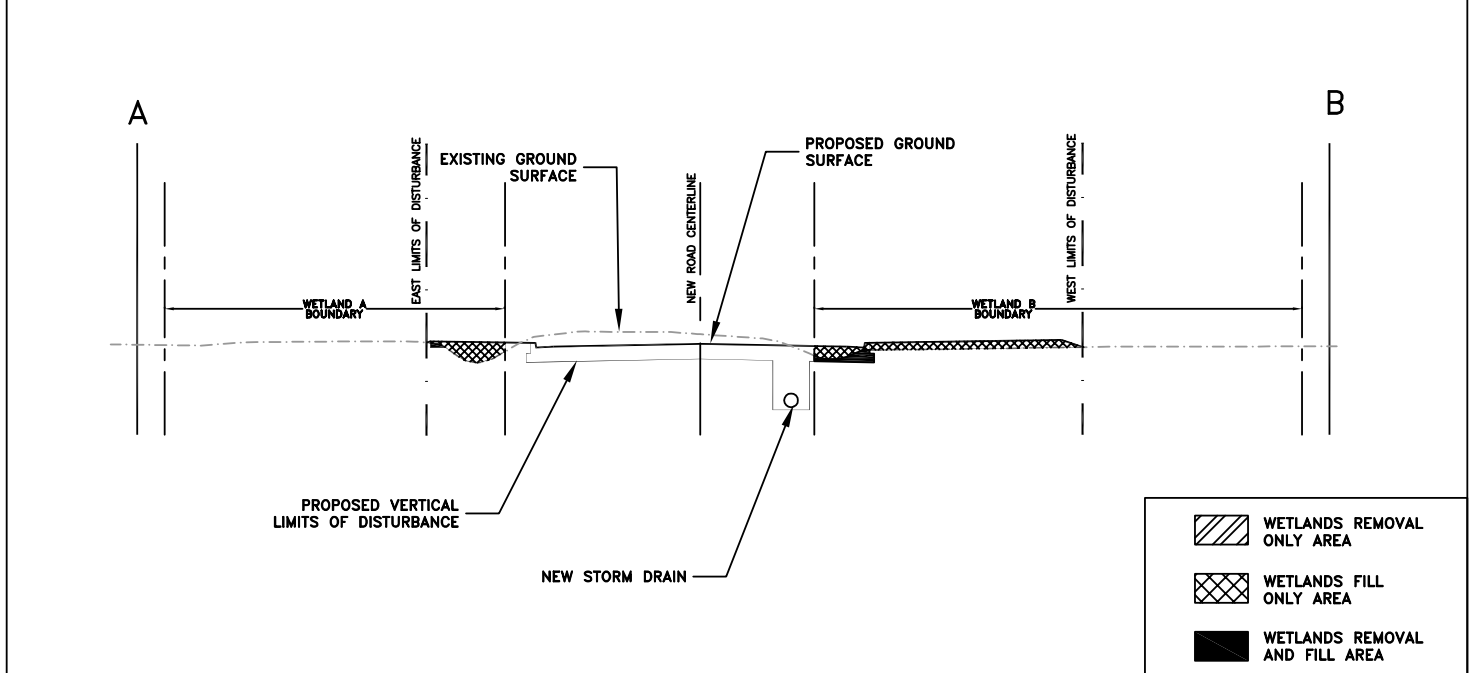 A
B
EAST LIMITS OF DISTURBANCE
EXISTING GROUND
SURFACE
NEW ROAD CENTERLINE
PROPOSED GROUND
SURFACE
WEST LIMITS OF DISTURBANCE
WETLAND A
BOUNDARY
WETLAND B
BOUNDARY
PROPOSED VERTICAL
LIMITS OF DISTURBANCE
NEW STORM DRAIN
WETLANDS REMOVAL
ONLY AREA
WETLANDS FILL
ONLY AREA
WETLANDS REMOVAL
AND FILL AREA